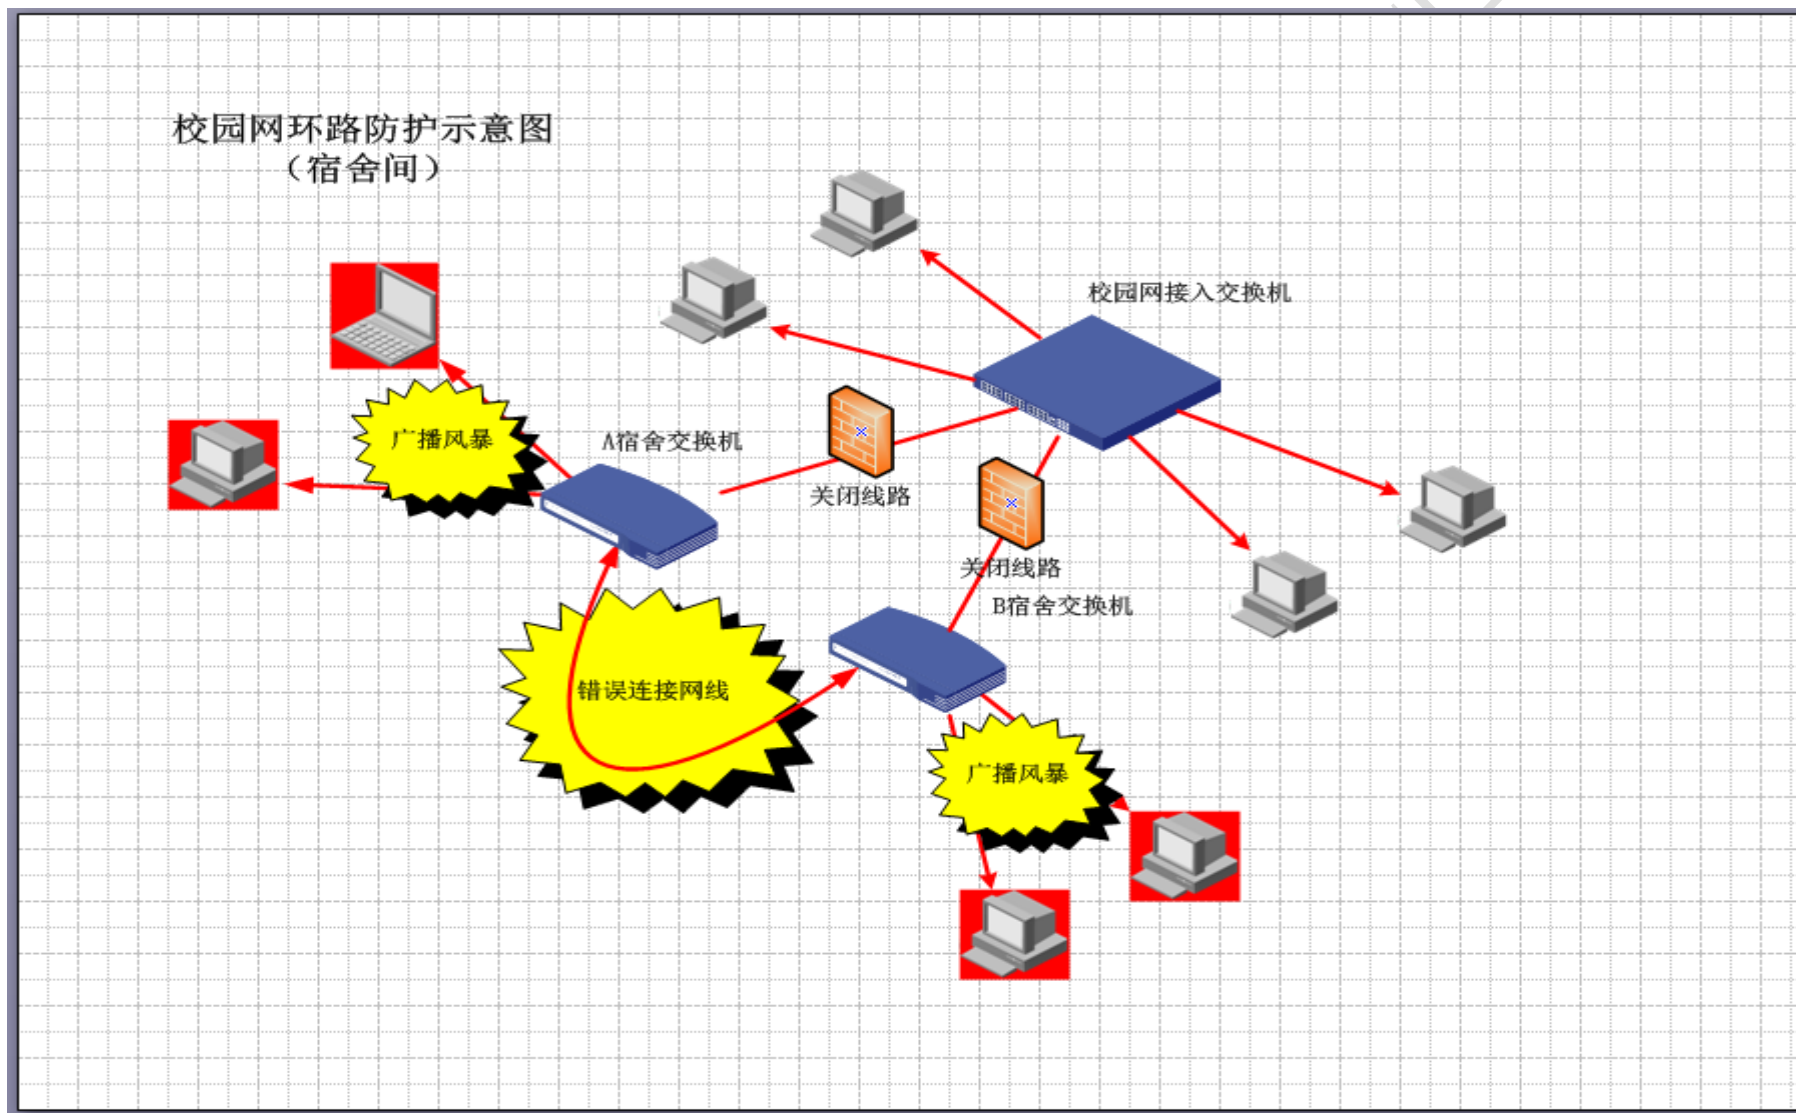 校园网环路防护示意图
（宿舍间）
校园网接入交换机
广播风暴
A宿舍交换机
关闭线路
关闭线路
B宿舍交换机
错误连接网线
广播风暴